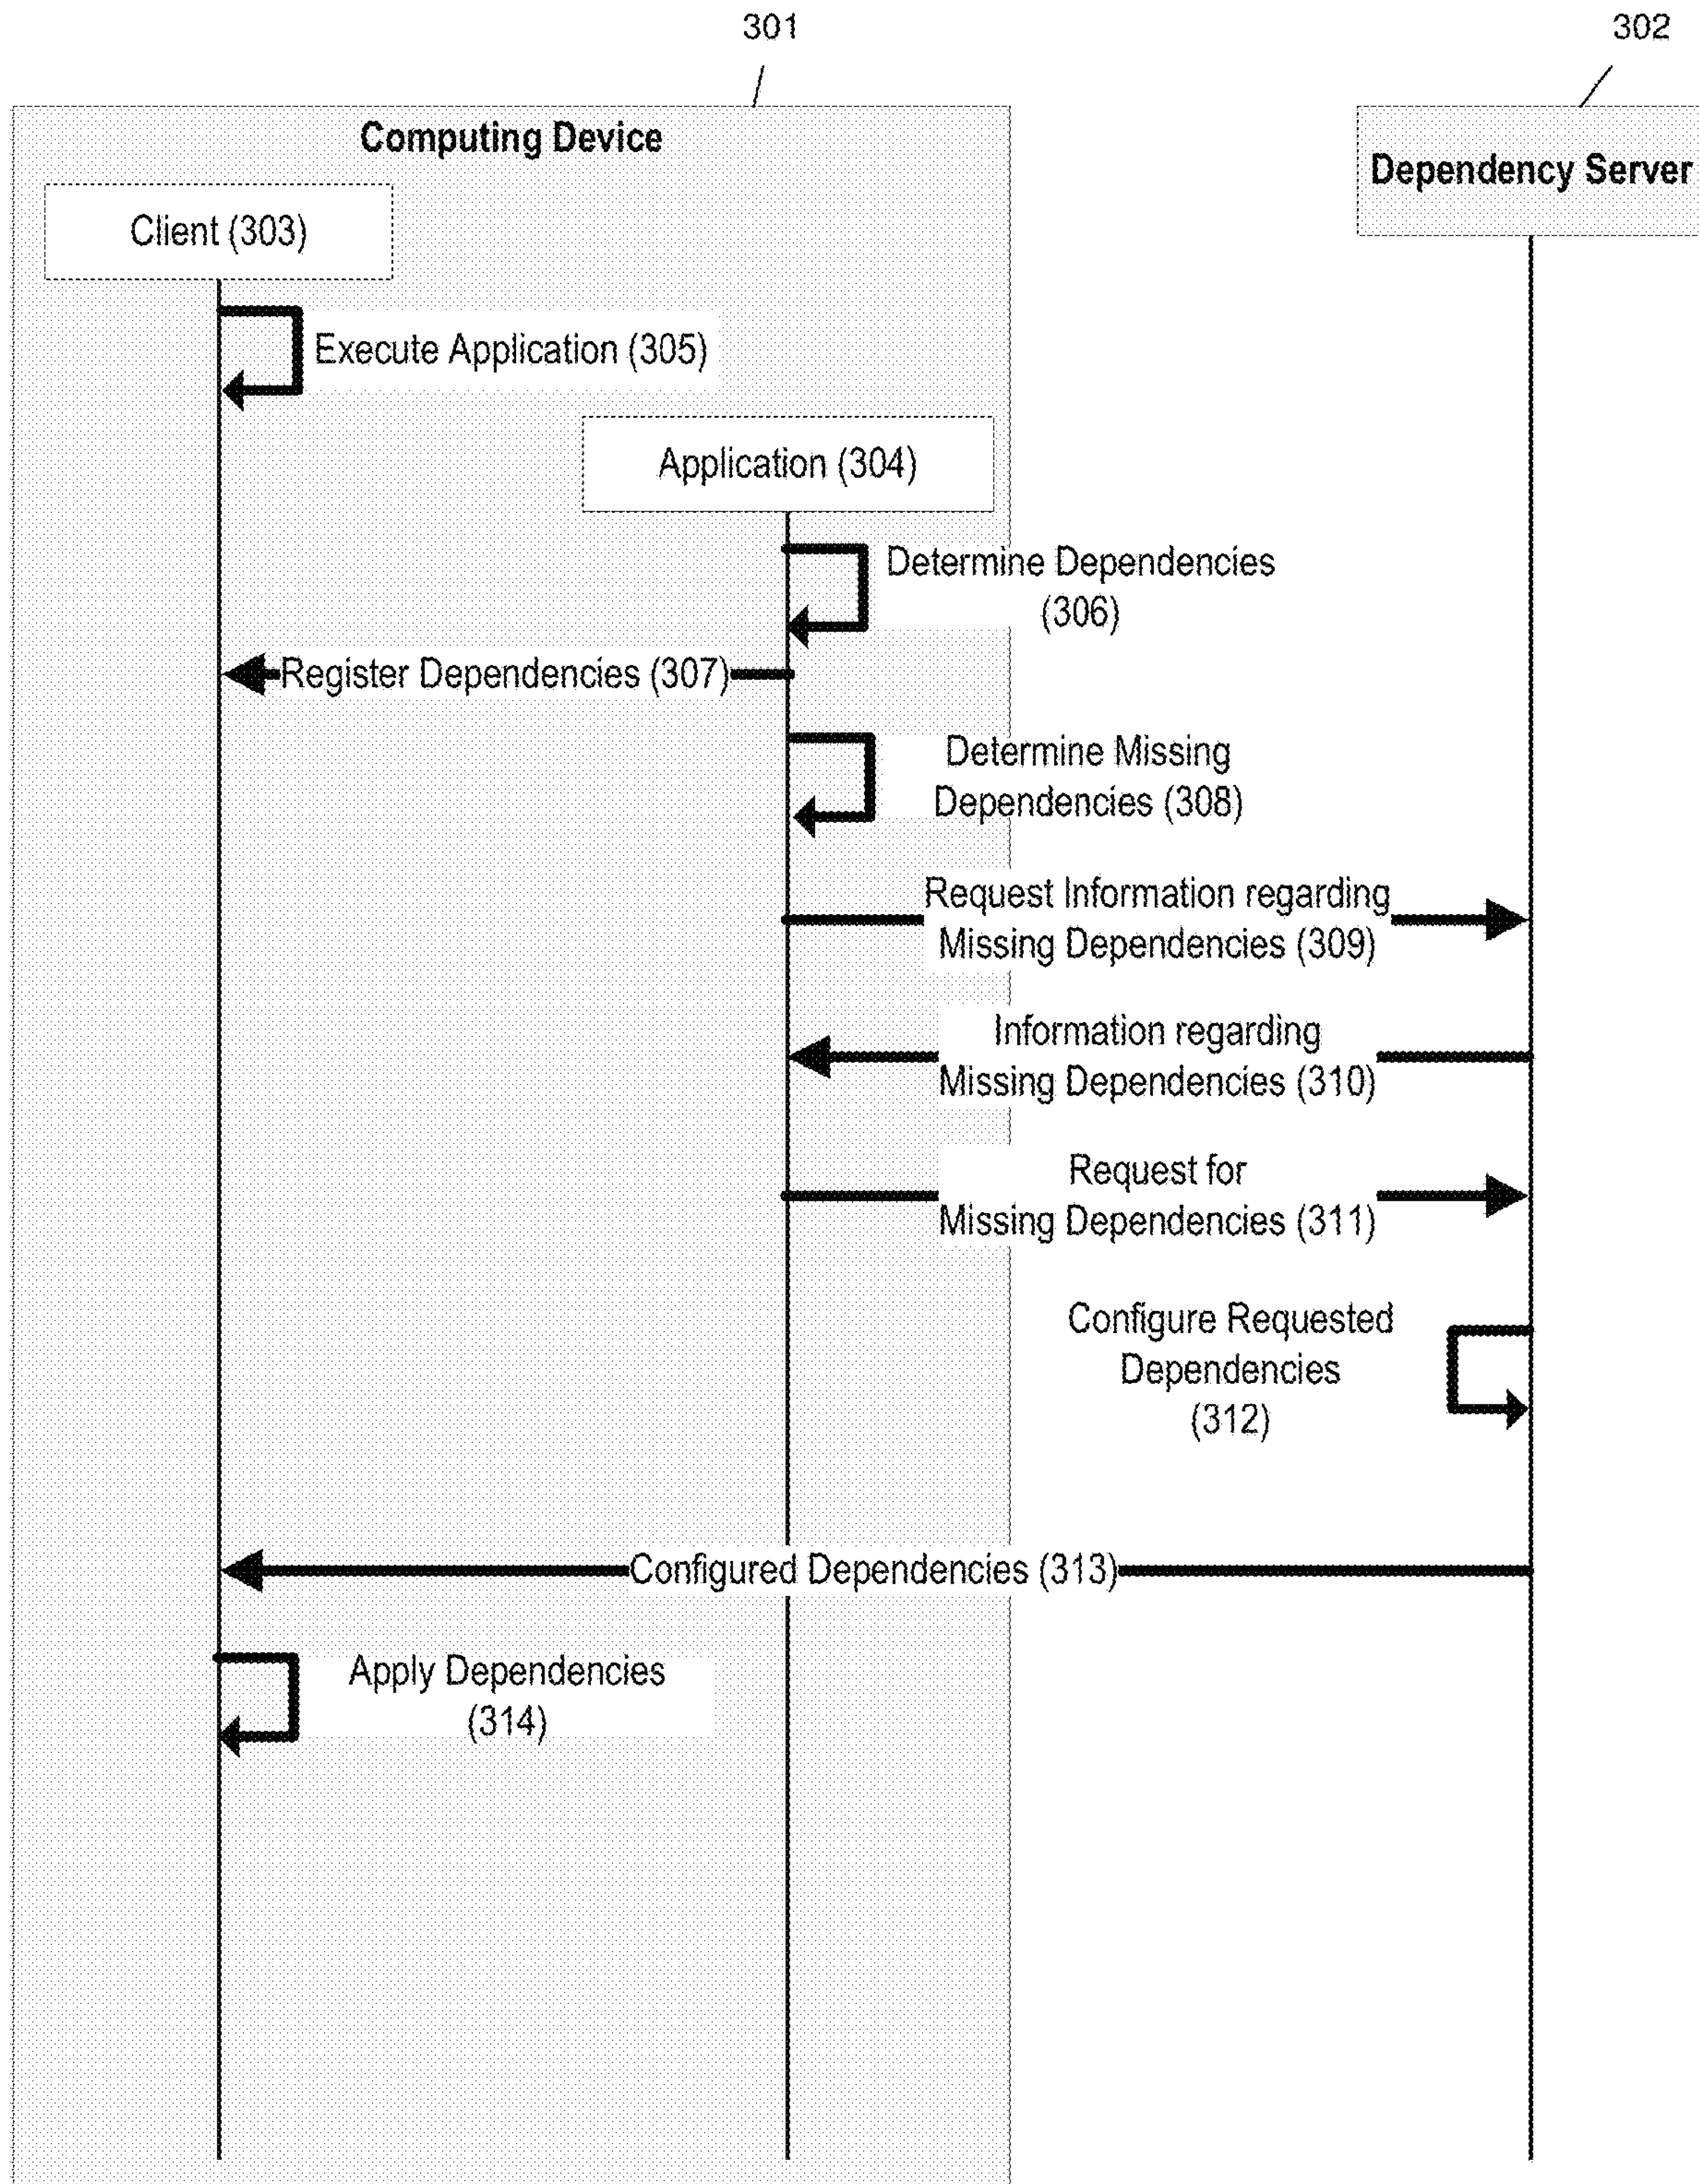 301
302
Computing Device
Dependency Server
Client (303)
Execute Application (305)
Application (304)
Determine Dependencies
(306)
Register Dependencies (307)
Determine Missing
Dependencies (308)
Request Information regarding
Missing Dependencies (309)
Information regarding
Missing Dependencies (310)
Request for
Missing Dependencies (311)
Configure Requested
Dependencies
(312)
Configured Dependencies (313)
Apply Dependencies
(314)